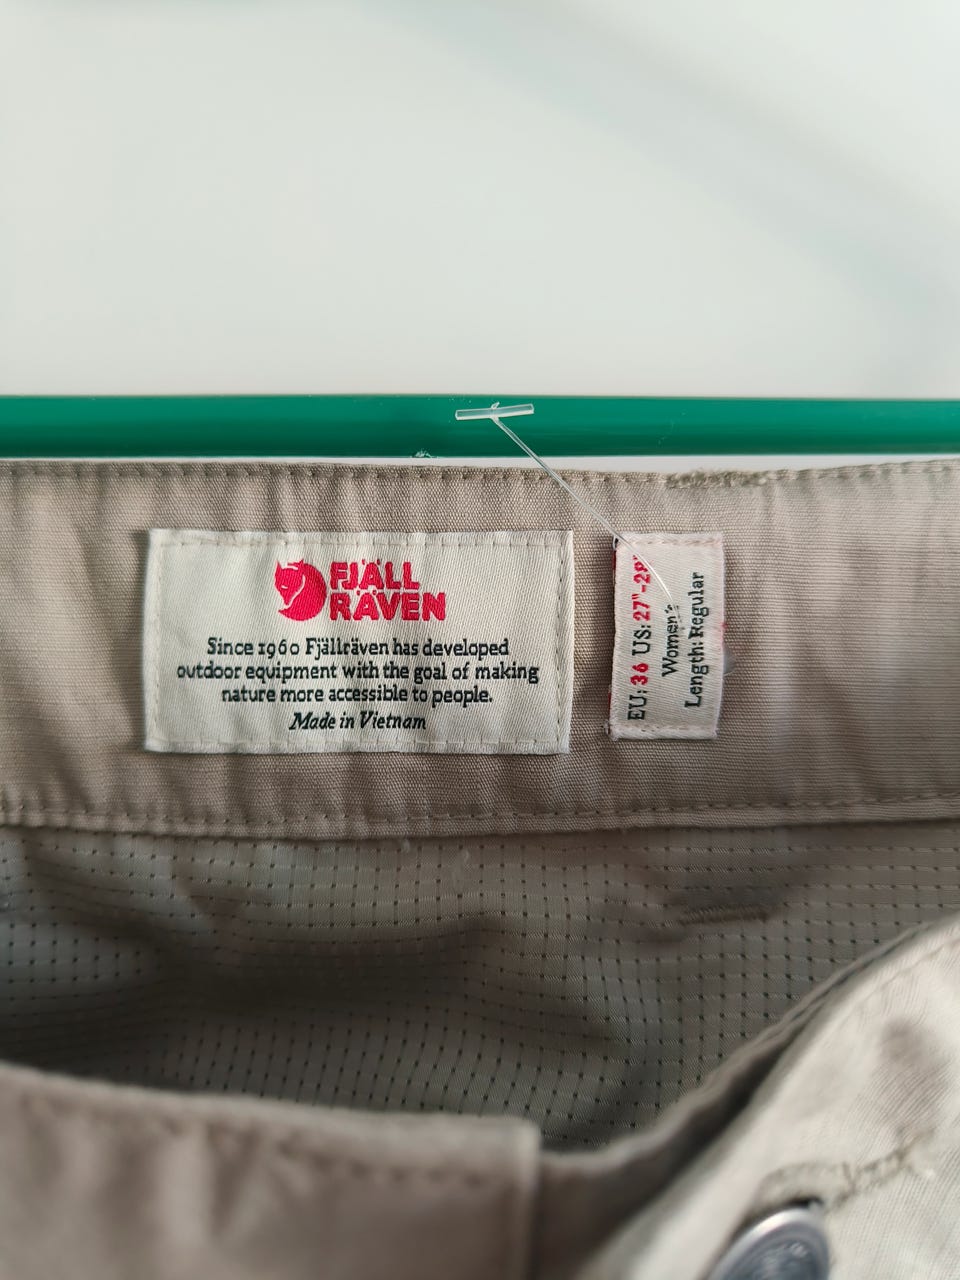 FJÄLL
RÄVEN
Since 1960 Fjällräven has developed
outdoor equipment with the goal of making
nature more accessible to people.
Made in Vietnam
EU: 36 US: 27"-28"
Women's
Length: Regular